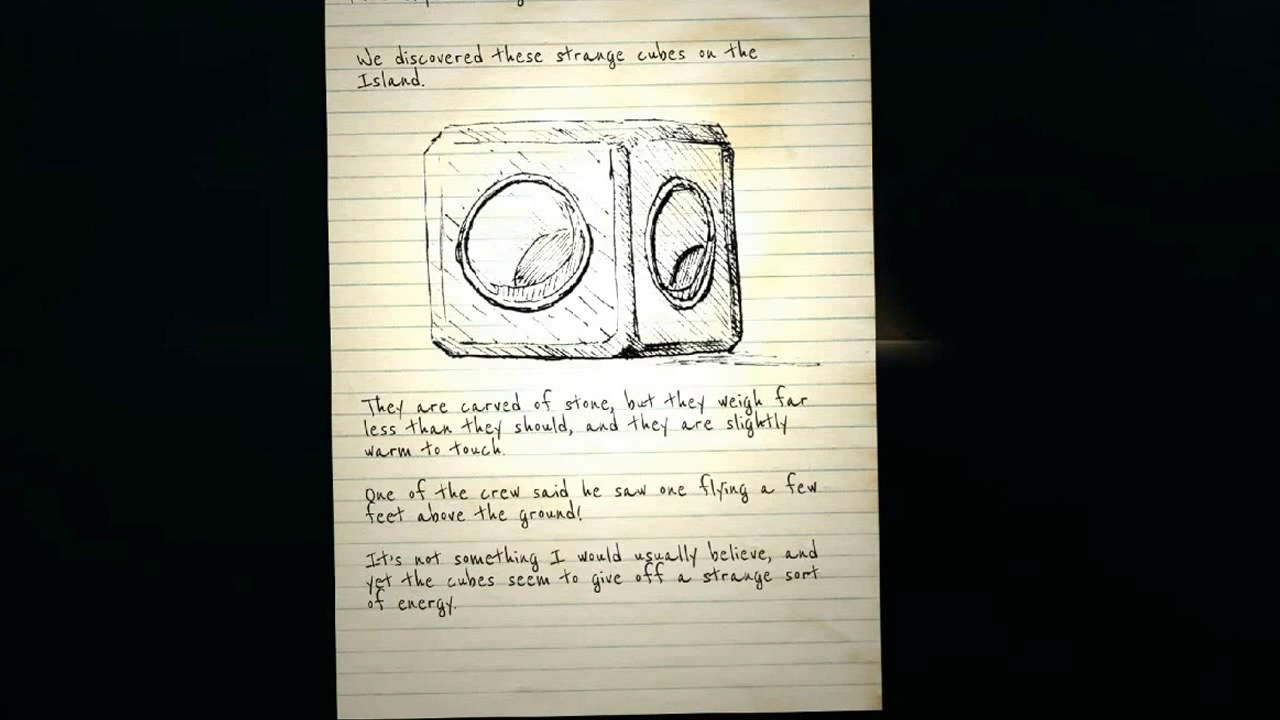 We discovered these strange cubes on the
Island.
They are carved of stone, but they weigh far
less than they should, and they are slightly
warm to touch.
One of the crew said he saw one flying a few
feet above the ground!
It's not something I would usually believe, and
yet the cubes seem to give off a strange sort
of energy.